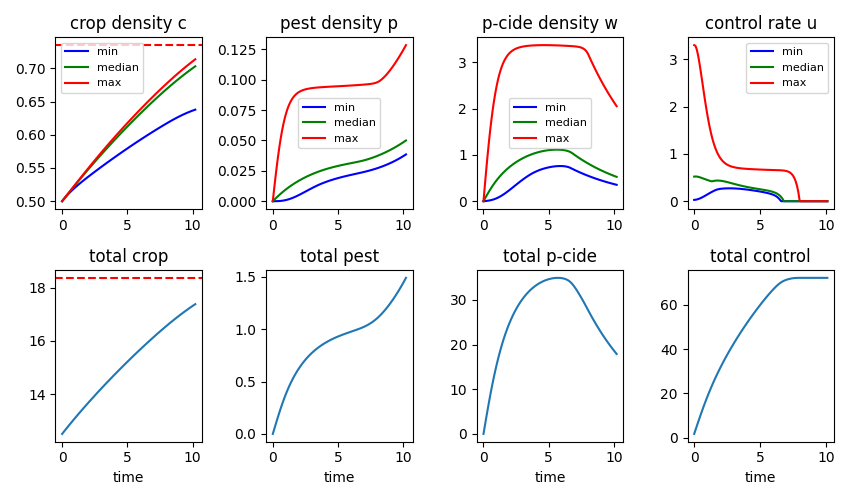 crop density c
pest density p
p-cide density w
control rate u
min
median
max
0.70
0.65
0.60
0.55
0.50
0 5 10
0.125
0.100
0.075
0.050
0.025
0.000
min
median
max
0 5 10
3
2
1
0
min
median
max
0 5 10
3
2
1
0
min
median
max
0 5 10
total crop
total pest
total p-cide
total control
18
16
14
0 5 10
time
1.5
1.0
0.5
0.0
0 5 10
time
30
20
10
0
0 5 10
time
60
40
20
0
0 5 10
time